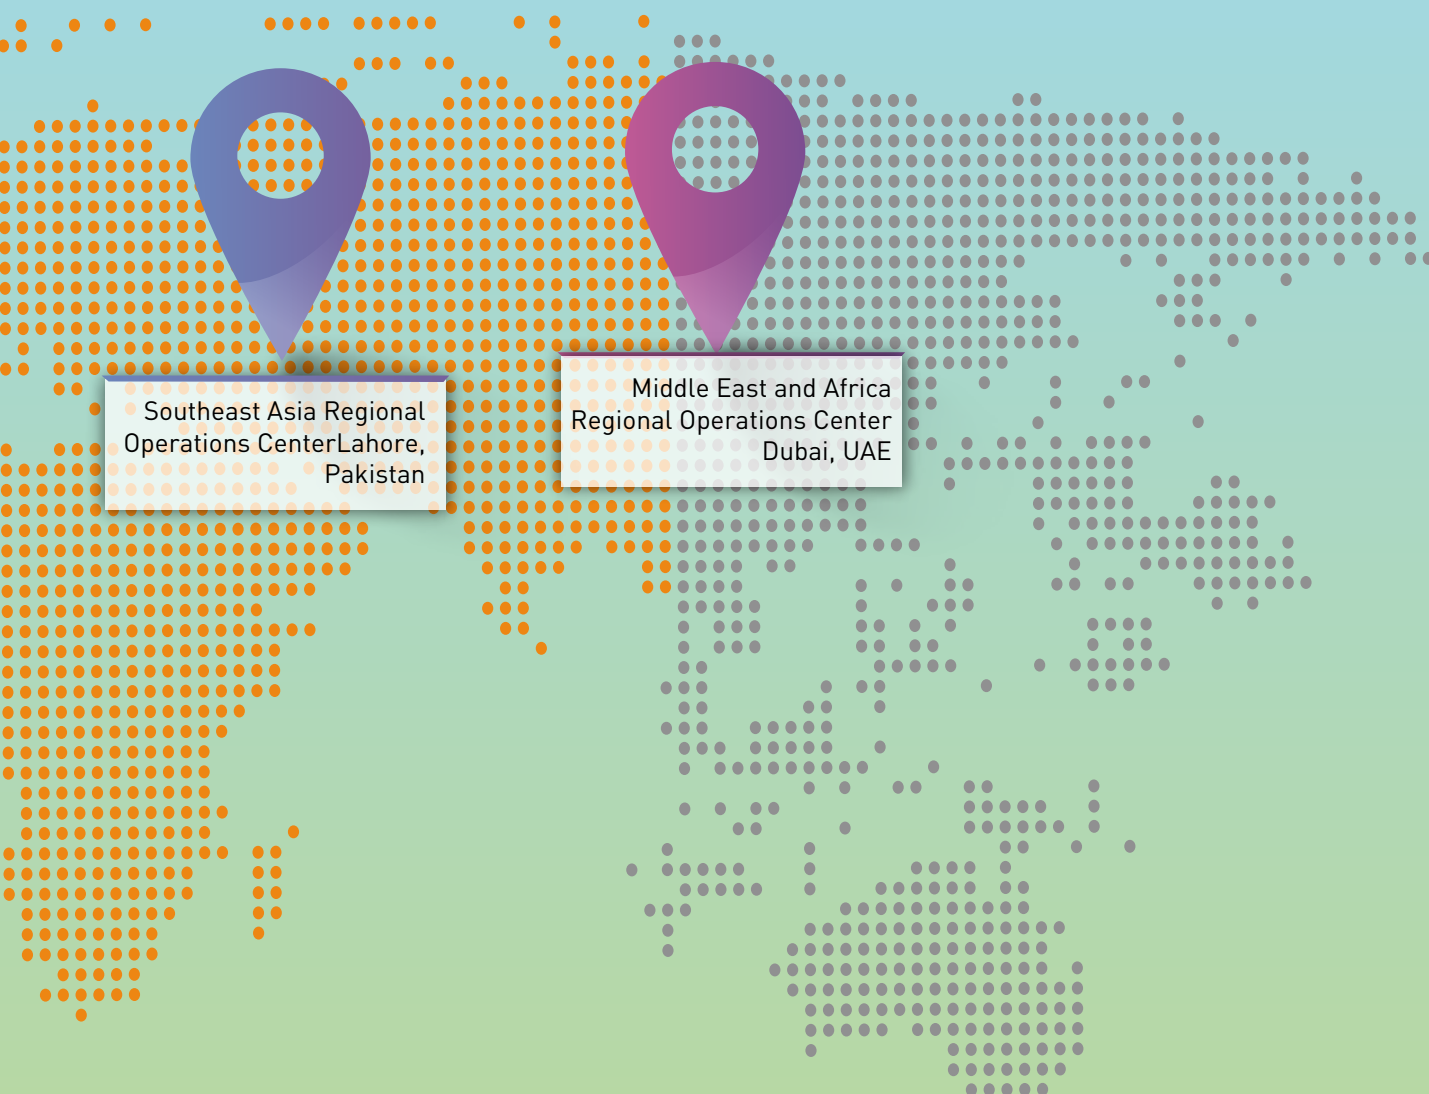 Southeast Asia Regional
Operations CenterLahore,
Pakistan
Middle East and Africa
Regional Operations Center
Dubai, UAE